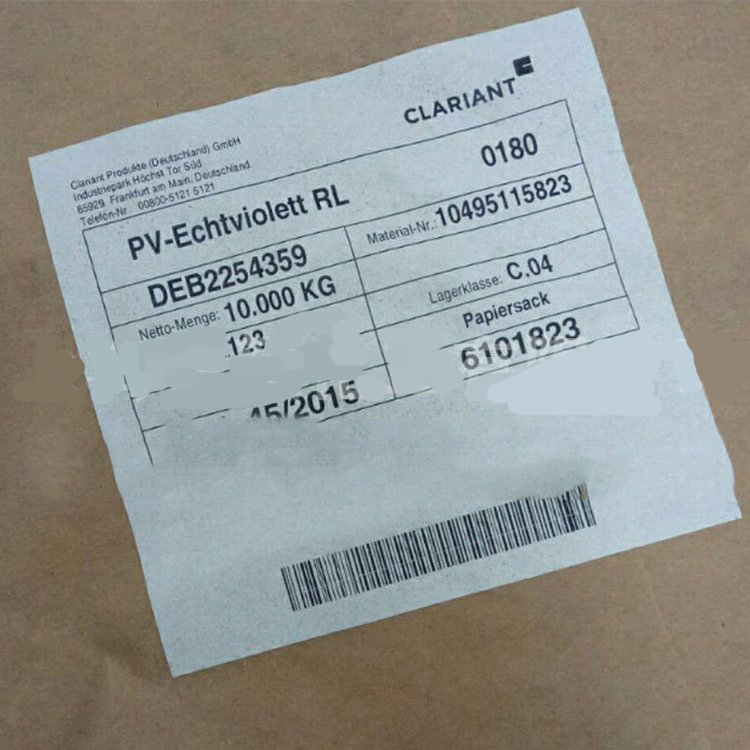 CLARIANT
Clariant Produkte (Deutschland) GmbH
Industriepark Höchst Tor Süd
65929, Frankfurt am Main, Deutschland
Telefon-Nr.: 00800-5121 5121
PV-Echtviolett RL
0180
DEB2254359
Material-Nr.: 10495115823
Netto-Menge: 10.000 KG
Lagerklasse: C.04
123
Papiersack
45/2015
6101823